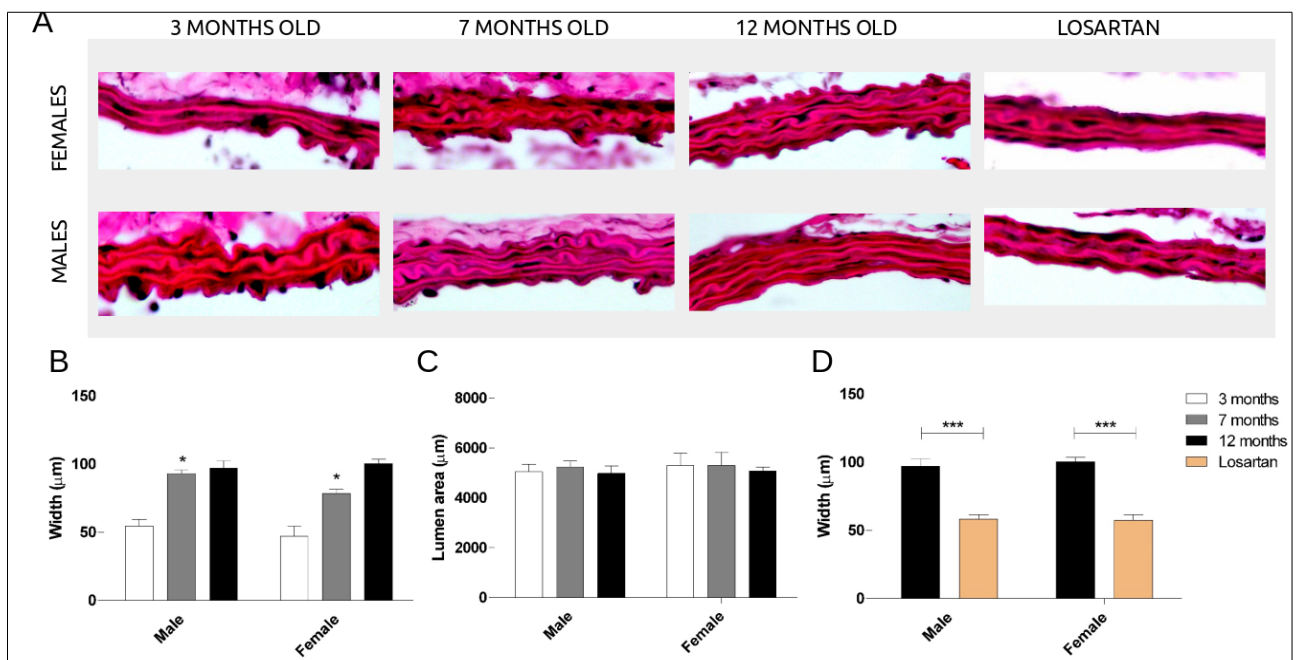 A
3 MONTHS OLD 7 MONTHS OLD 12 MONTHS OLD LOSARTAN
FEMALES
MALES
B
150
100
50
0
Width (μm)
*
*
Male
Female
C
8000
6000
4000
2000
0
Lumen area (μm)
Male
Female
D
150
100
50
0
Width (μm)
***
***
Male
Female
3 months
7 months
12 months
Losartan